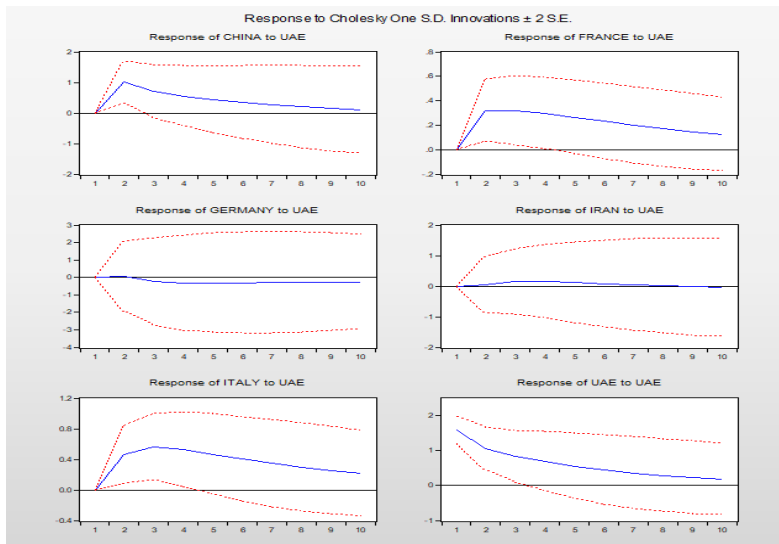 Response to Cholesky One S.D. Innovations ± 2 S.E.
Response of CHINA to UAE
2
1
0
-1
-2
1 2 3 4 5 6 7 8 9 10
Response of FRANCE to UAE
.8
.6
.4
.2
.0
-.2
1 2 3 4 5 6 7 8 9 10
Response of GERMANY to UAE
3
2
1
0
-1
-2
-3
-4
1 2 3 4 5 6 7 8 9 10
Response of IRAN to UAE
2
1
0
-1
-2
1 2 3 4 5 6 7 8 9 10
Response of ITALY to UAE
1.2
0.8
0.4
0.0
-0.4
1 2 3 4 5 6 7 8 9 10
Response of UAE to UAE
2
1
0
-1
1 2 3 4 5 6 7 8 9 10